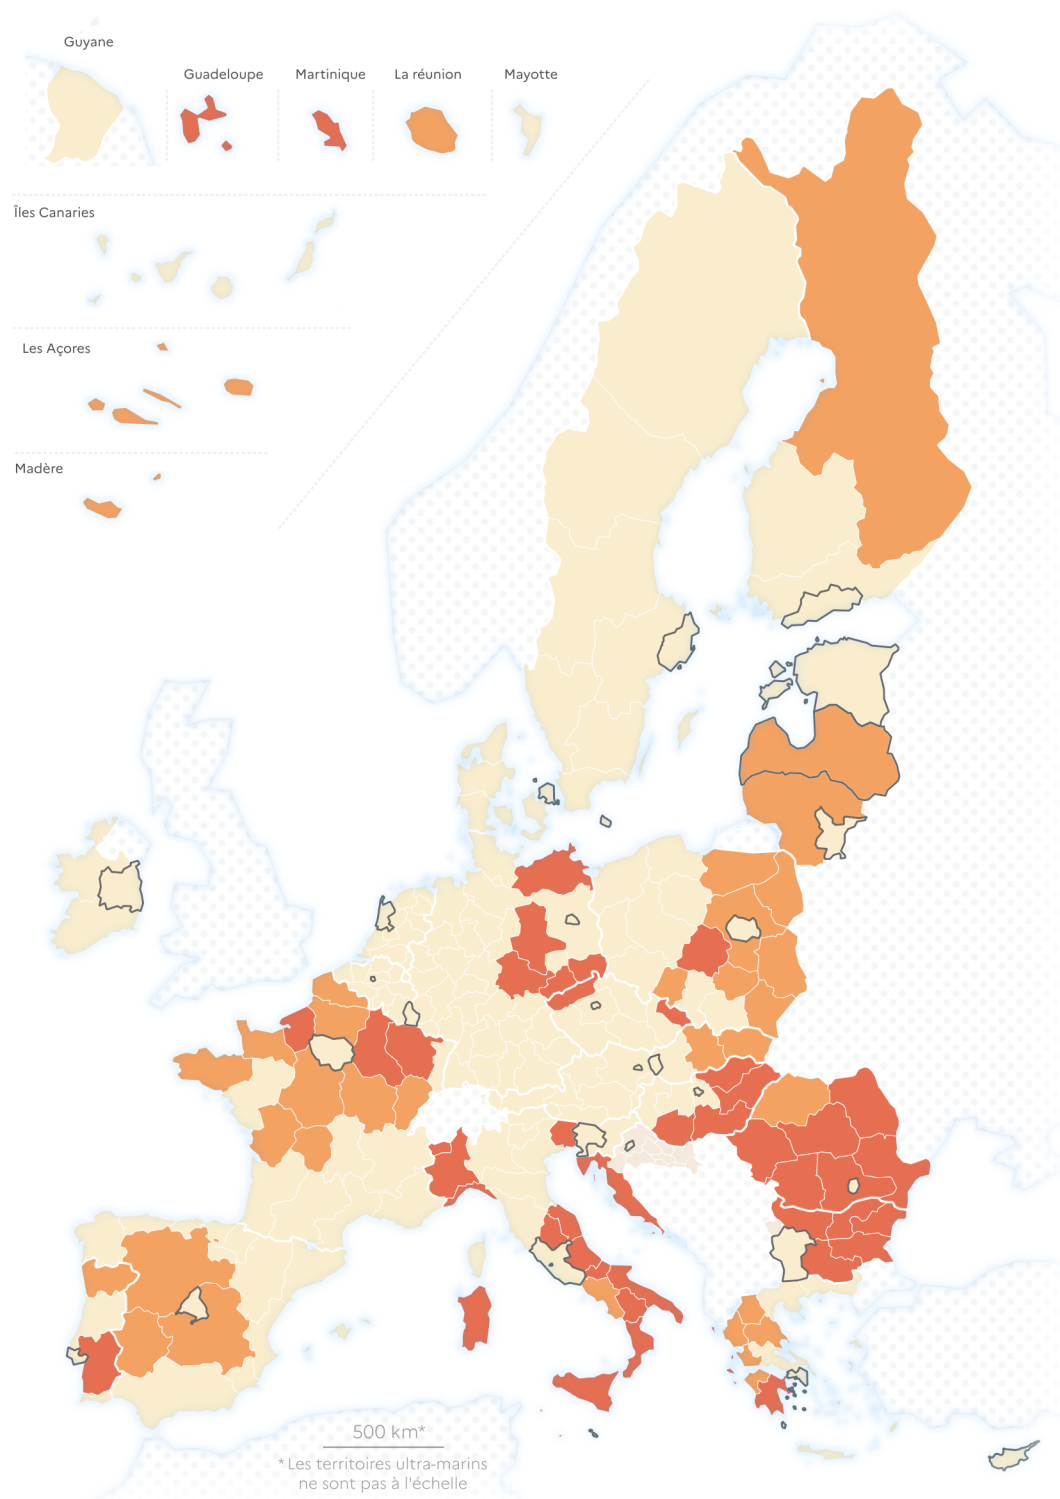 Guyane
Guadeloupe
Martinique
La réunion
Mayotte
Îles Canaries
Les Açores
Madère
500 km*
* Les territoires ultra-marins
ne sont pas à l'échelle